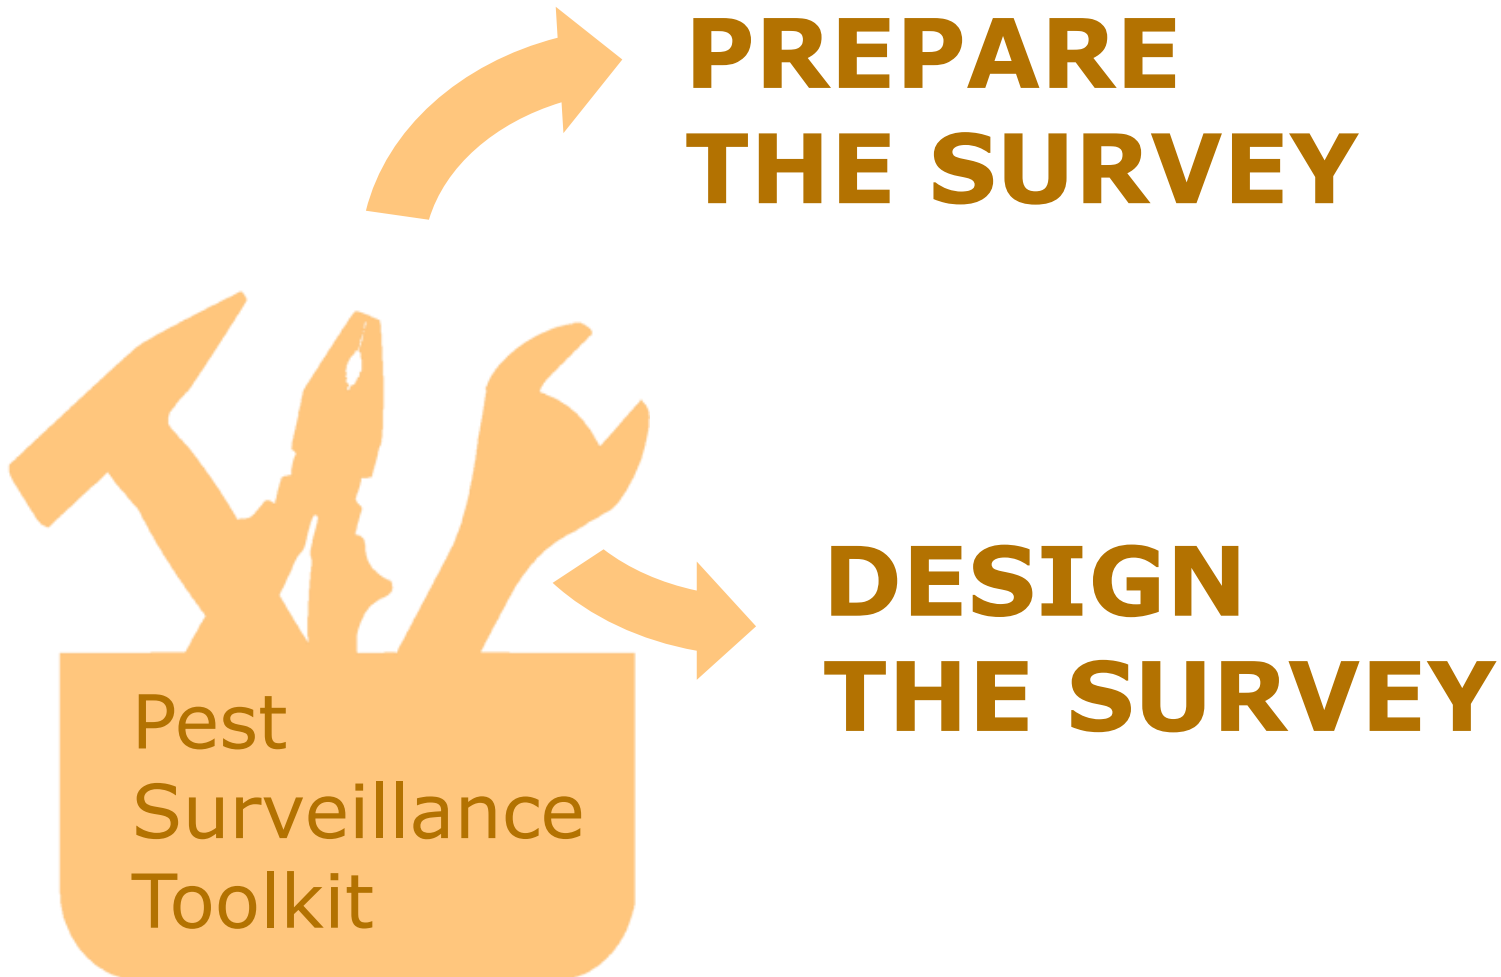 PREPARE
THE SURVEY
DESIGN
THE SURVEY
Pest
Surveillance
Toolkit